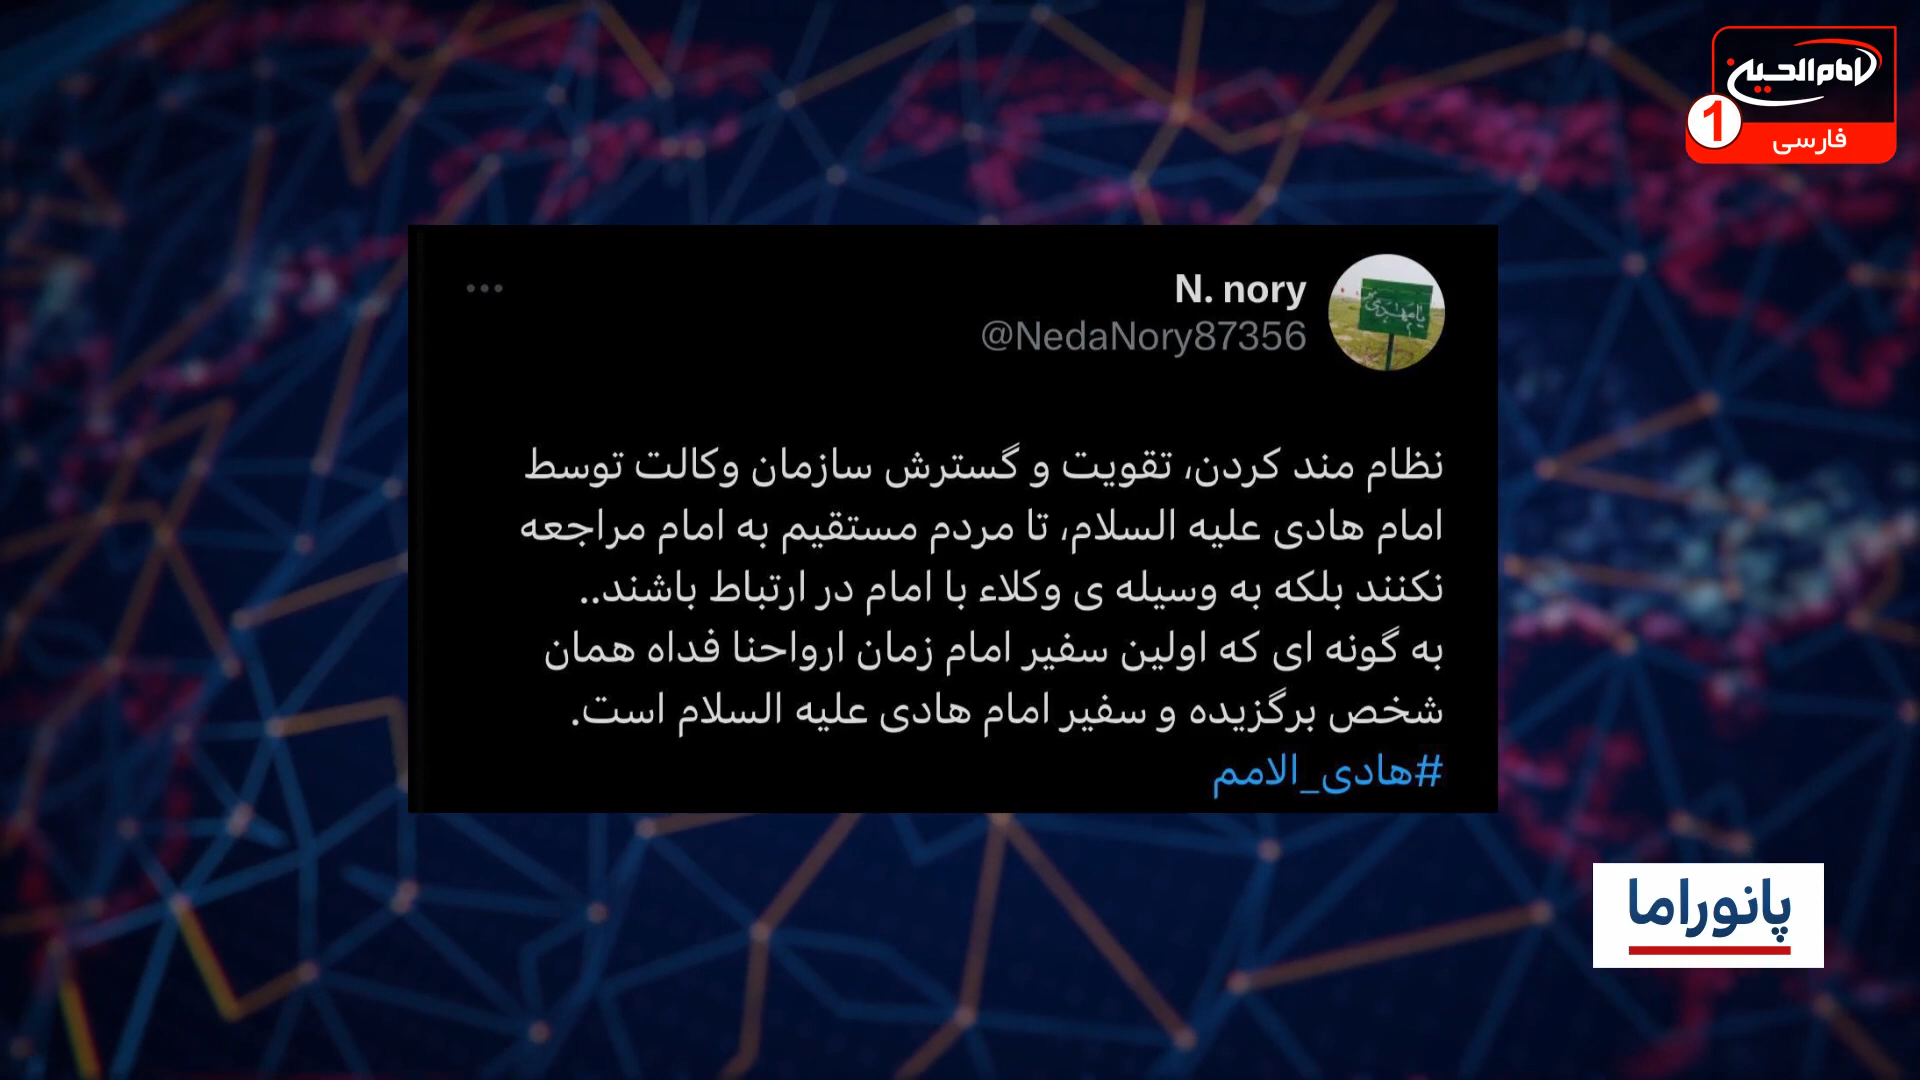 امام الحسین
1
فارسی
N. nory
@NedaNory87356
یا مهدی
نظام مند کردن، تقویت و گسترش سازمان وکالت توسط
امام هادی علیه السلام، تا مردم مستقیم به امام مراجعه
نکنند بلکه به وسیله ی وکلاء با امام در ارتباط باشند..
به گونه ای که اولین سفیر امام زمان ارواحنا فداه همان
شخص برگزیده و سفیر امام هادی علیه السلام است.
#هادی_الامم
پانوراما